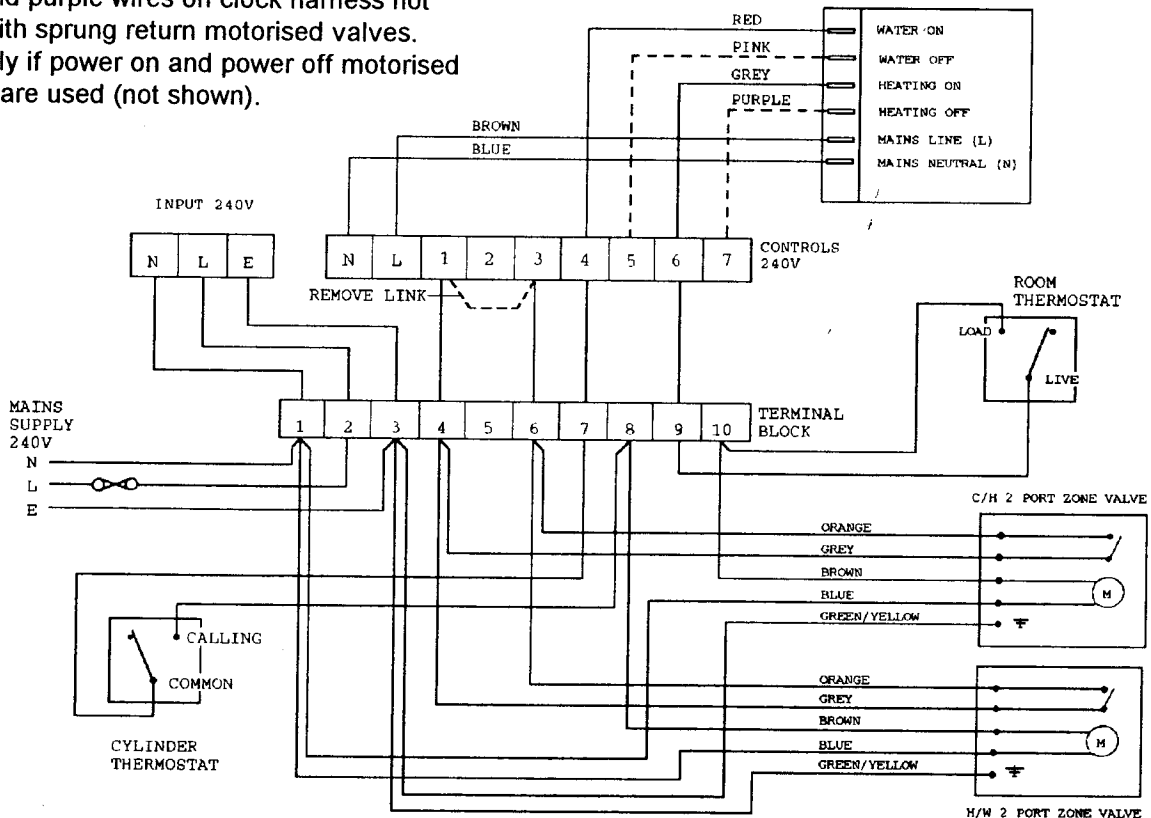 nd purple wires on clock harness not
ith sprung return motorised valves.
ly if power on and power off motorised
are used (not shown).
RED
PINK
GREY
PURPLE
BROWN
BLUE
WATER ON
WATER OFF
HEATING ON
HEATING OFF
MAINS LINE (L)
MAINS NEUTRAL (N)
INPUT 240V
N L E
N L 1 2 3 4 5 6 7
CONTROLS
240V
REMOVE LINK
ROOM
THERMOSTAT
LOAD
LIVE
MAINS
SUPPLY
240V
N
L
E
1 2 3 4 5 6 7 8 9 10
TERMINAL
BLOCK
C/H 2 PORT ZONE VALVE
ORANGE
GREY
BROWN
BLUE
GREEN/YELLOW
M
CALLING
COMMON
CYLINDER
THERMOSTAT
ORANGE
GREY
BROWN
BLUE
GREEN/YELLOW
M
H/W 2 PORT ZONE VALVE